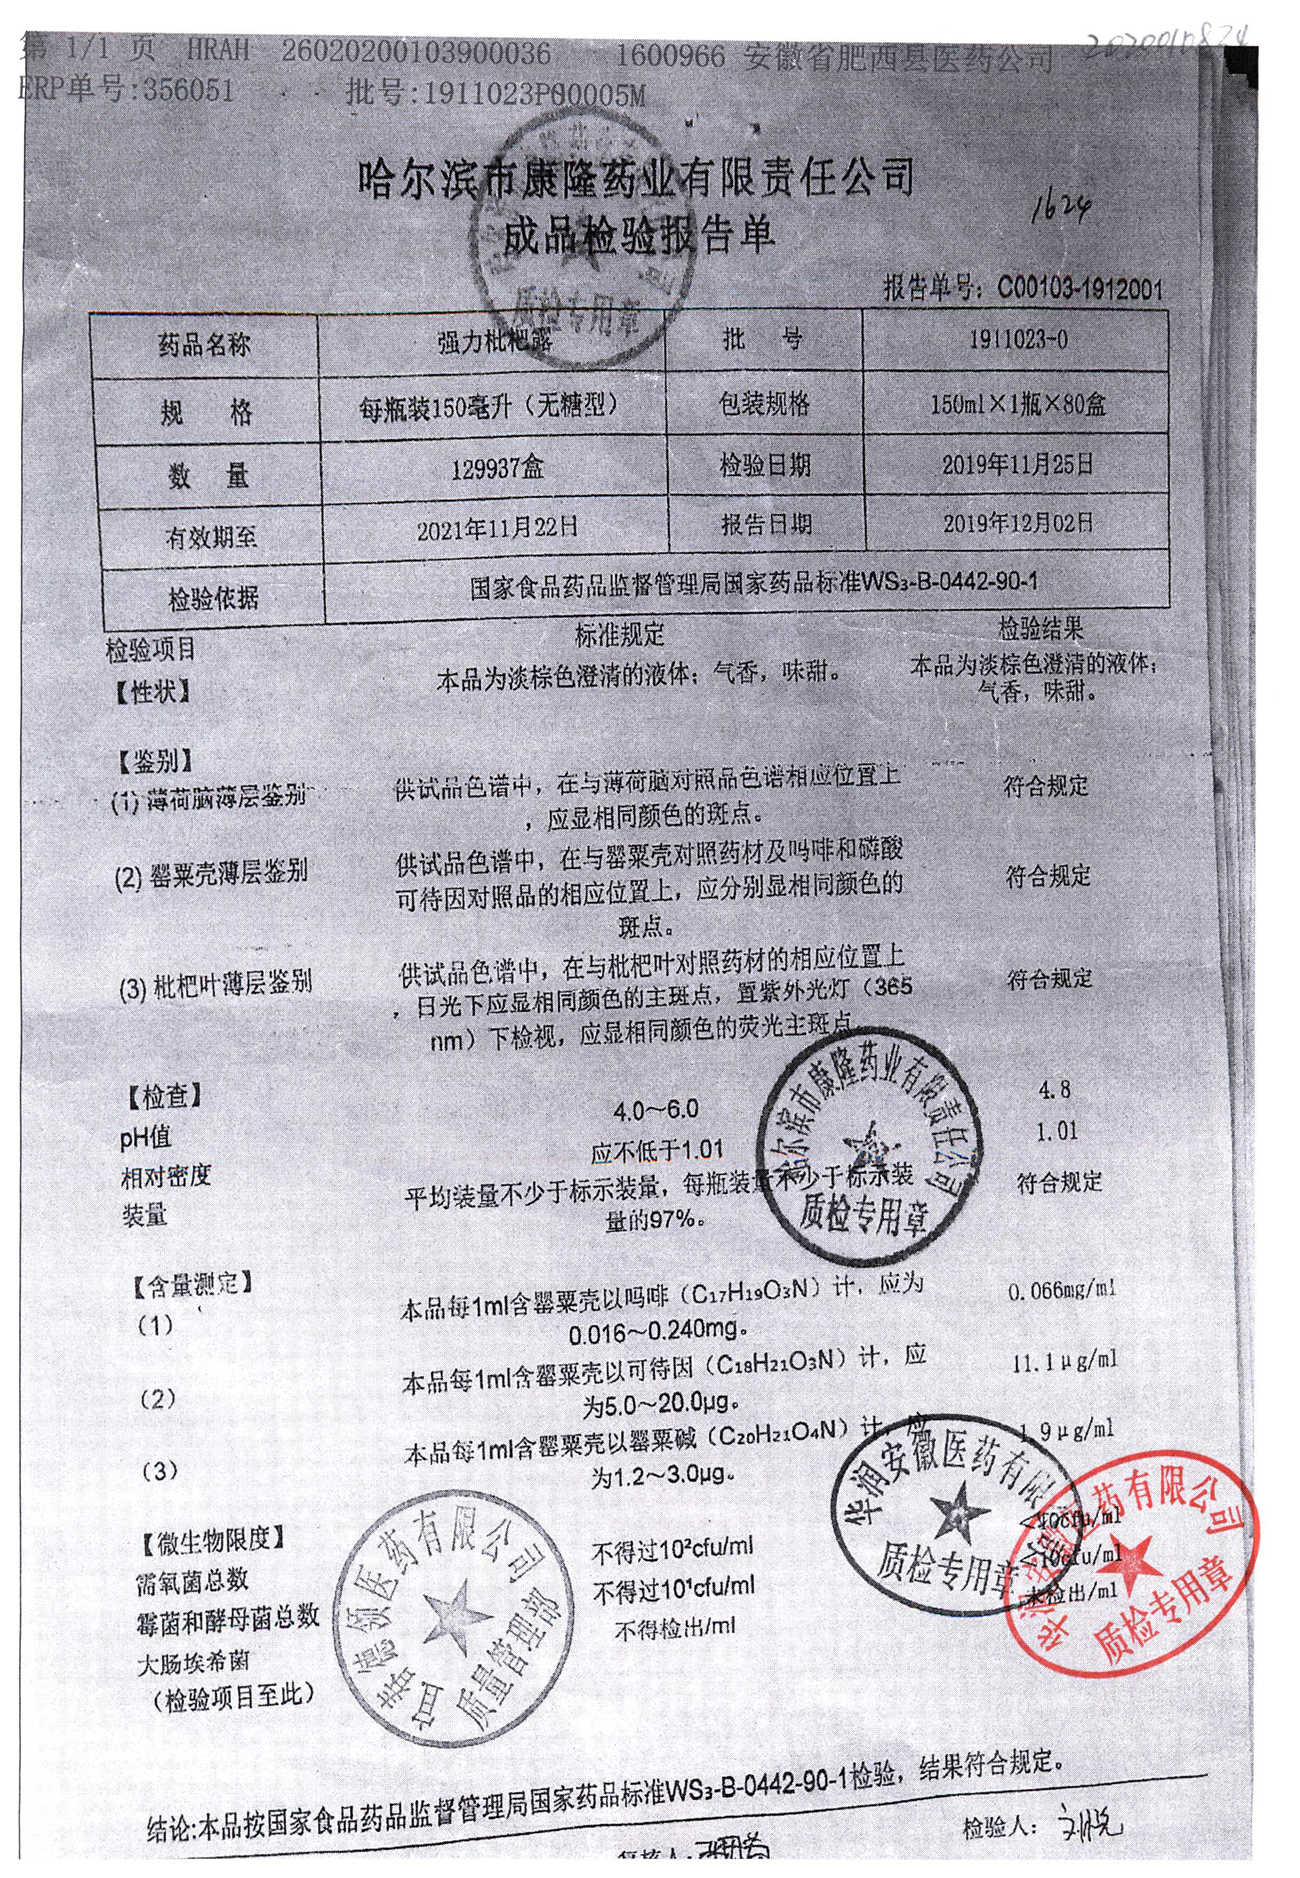 第 1/1 页 HRAH 26020200103900036 1600966 安徽省肥西县医药公司
ERP单号:356051 批号:1911023P00005M
哈尔滨市康隆药业有限责任公司
成品检验报告单
1624
报告单号：C00103-1912001
药品名称 强力枇杷露 批 号 1911023-0
规 格 每瓶装150毫升（无糖型） 包装规格 150ml×1瓶×80盒
数 量 129937盒 检验日期 2019年11月25日
有效期至 2021年11月22日 报告日期 2019年12月02日
检验依据 国家食品药品监督管理局国家药品标准WS₃-B-0442-90-1
检验项目 标准规定 检验结果
【性状】 本品为淡棕色澄清的液体；气香，味甜。 本品为淡棕色澄清的液体；
气香，味甜。
【鉴别】
(1) 薄荷脑薄层鉴别 供试品色谱中，在与薄荷脑对照品色谱相应位置上 符合规定
，应显相同颜色的斑点。
(2) 罂粟壳薄层鉴别 供试品色谱中，在与罂粟壳对照药材及吗啡和磷酸 符合规定
可待因对照品的相应位置上，应分别显相同颜色的
斑点。
(3) 枇杷叶薄层鉴别 供试品色谱中，在与枇杷叶对照药材的相应位置上 符合规定
，日光下应显相同颜色的主斑点，置紫外光灯（365
nm）下检视，应显相同颜色的荧光主斑点
【检查】
pH值 4.0～6.0 4.8
相对密度 应不低于1.01 1.01
装量 平均装量不少于标示装量，每瓶装量不少于标示装 符合规定
量的97%。
哈尔滨市康隆药业有限责任公司
质检专用章
【含量测定】
（1） 本品每1ml含罂粟壳以吗啡（C₁₇H₁₉O₃N）计，应为 0.066mg/ml
0.016～0.240mg。
（2） 本品每1ml含罂粟壳以可待因（C₁₈H₂₁O₃N）计，应 11.1μg/ml
为5.0～20.0μg。
（3） 本品每1ml含罂粟壳以罂粟碱（C₂₀H₂₁O₄N）计，应 1.9μg/ml
为1.2～3.0μg。
【微生物限度】
需氧菌总数 不得过10²cfu/ml <10cfu/ml
霉菌和酵母菌总数 不得过10¹cfu/ml <10cfu/ml
大肠埃希菌 不得检出/ml 未检出/ml
（检验项目至此）
华润安徽医药有限公司
质检专用章
华润安徽医药有限公司
质检专用章
医药有限公司
质量管理部
结论:本品按国家食品药品监督管理局国家药品标准WS₃-B-0442-90-1检验，结果符合规定。
检验人：
复核人：